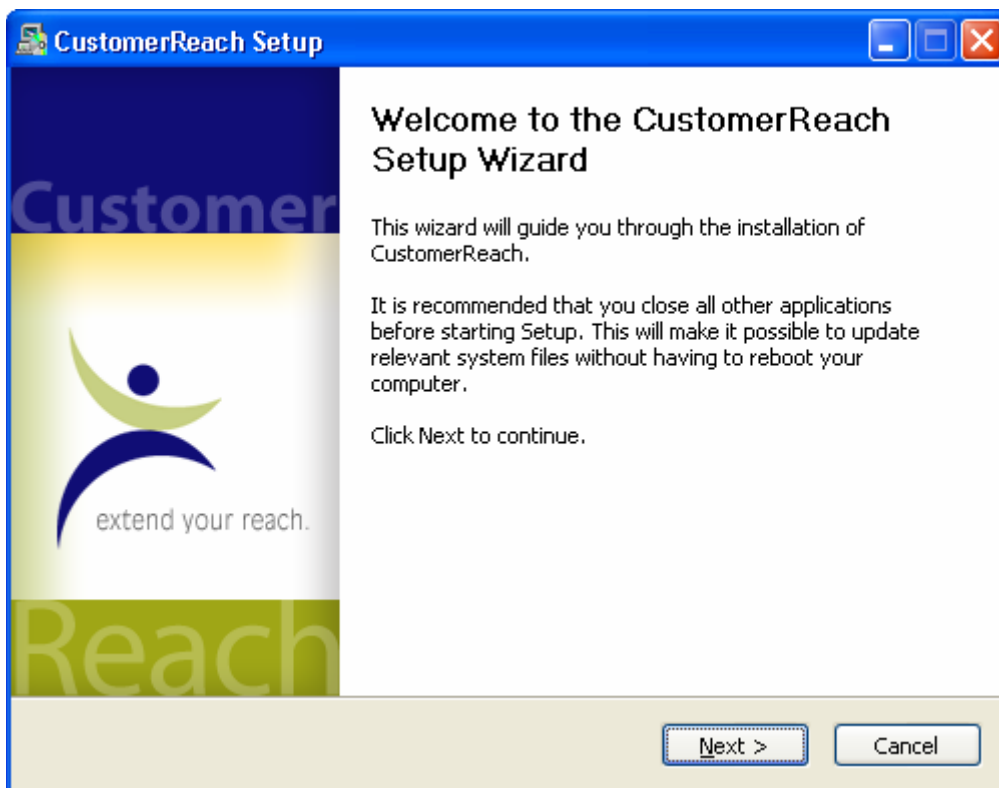 CustomerReach Setup
Customer
extend your reach.
Reach
Welcome to the CustomerReach
Setup Wizard
This wizard will guide you through the installation of
CustomerReach.
It is recommended that you close all other applications
before starting Setup. This will make it possible to update
relevant system files without having to reboot your
computer.
Click Next to continue.
Next >
Cancel